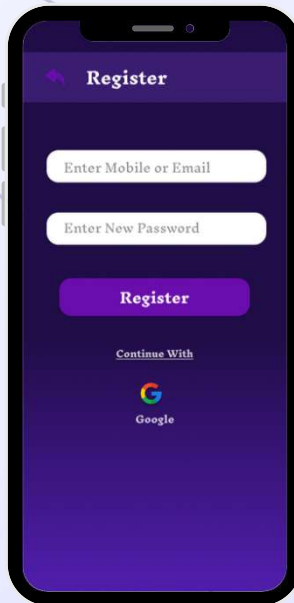 Register
Enter Mobile or Email
Enter New Password
Register
Continue With
Google